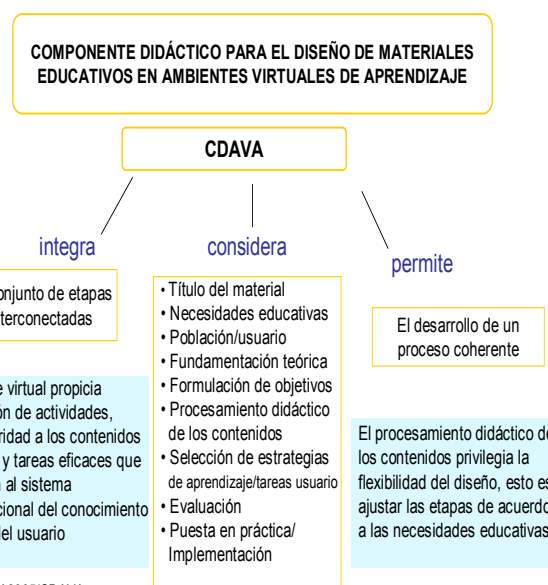 COMPONENTE DIDÁCTICO PARA EL DISEÑO DE MATERIALES
EDUCATIVOS EN AMBIENTES VIRTUALES DE APRENDIZAJE
CDAVA
integra
considera
permite
onjunto de etapas
terconectadas
• Título del material
• Necesidades educativas
• Población/usuario
• Fundamentación teórica
• Formulación de objetivos
• Procesamiento didáctico
de los contenidos
• Selección de estrategias
de aprendizaje/tareas usuario
• Evaluación
• Puesta en práctica/
Implementación
El desarrollo de un
proceso coherente
e virtual propicia
ón de actividades,
ridad a los contenidos
y tareas eficaces que
al sistema
cional del conocimiento
del usuario
El procesamiento didáctico de
los contenidos privilegia la
flexibilidad del diseño, esto es
ajustar las etapas de acuerdo
a las necesidades educativas